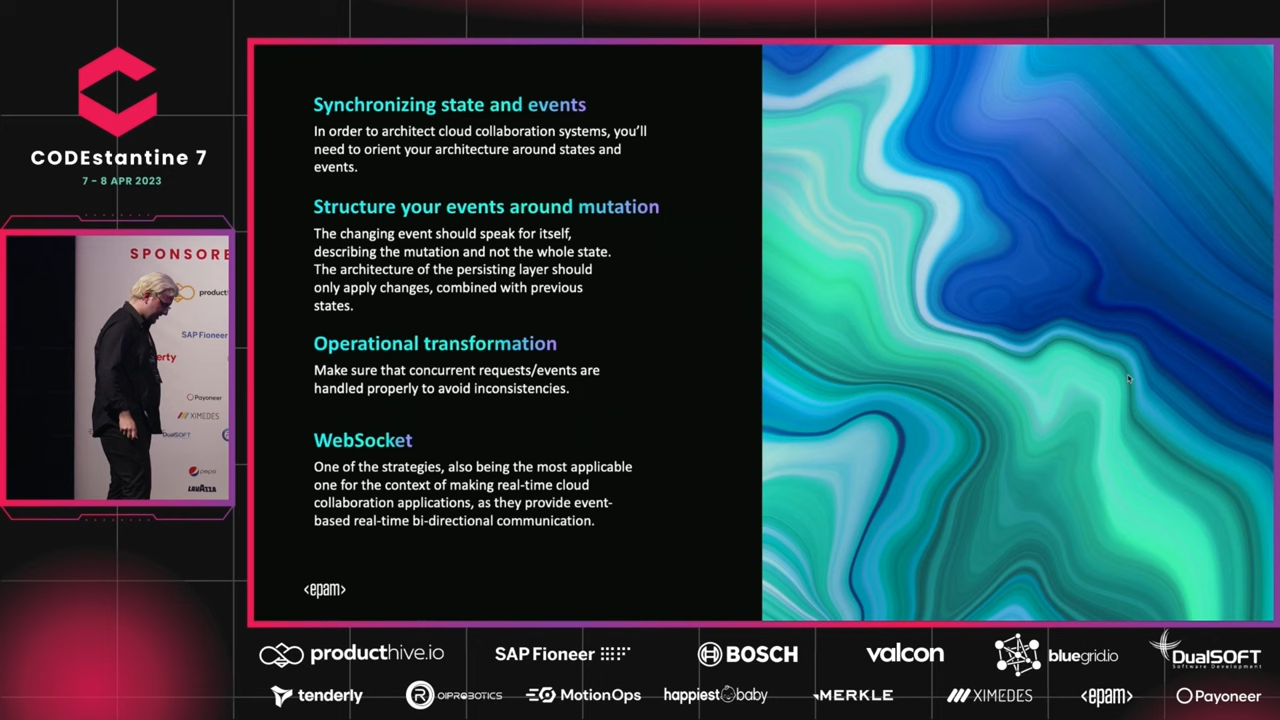 CODEstantine 7
7 - 8 APR 2023
SPONSORE
product
SAP Fioneer
erty
Payoneer
XIMEDES
DualSOFT
pepsi
LAVAZZA
Synchronizing state and events
In order to architect cloud collaboration systems, you'll
need to orient your architecture around states and
events.
Structure your events around mutation
The changing event should speak for itself,
describing the mutation and not the whole state.
The architecture of the persisting layer should
only apply changes, combined with previous
states.
Operational transformation
Make sure that concurrent requests/events are
handled properly to avoid inconsistencies.
WebSocket
One of the strategies, also being the most applicable
one for the context of making real-time cloud
collaboration applications, as they provide event-
based real-time bi-directional communication.
<epam>
producthive.io
SAP Fioneer
BOSCH
valcon
bluegrid.io
DualSOFT
Software Development
tenderly
OIPROBOTICS
MotionOps
happiest baby
MERKLE
XIMEDES
<epam>
Payoneer